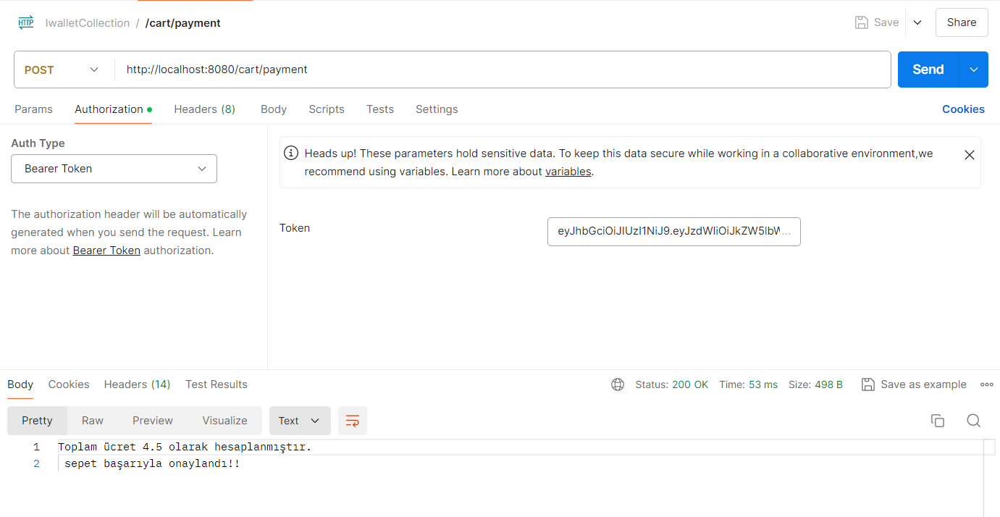 HTTP IwalletCollection / /cart/payment Save Share
POST http://localhost:8080/cart/payment Send
Params Authorization Headers (8) Body Scripts Tests Settings Cookies
Auth Type
Bearer Token
The authorization header will be automatically
generated when you send the request. Learn
more about Bearer Token authorization.
Heads up! These parameters hold sensitive data. To keep this data secure while working in a collaborative environment,we
recommend using variables. Learn more about variables.
Token eyJhbGciOiJIUzI1NiJ9.eyJzdWIiOiJkZW5lbW...
Body Cookies Headers (14) Test Results Status: 200 OK Time: 53 ms Size: 498 B Save as example
Pretty Raw Preview Visualize Text
1 Toplam ücret 4.5 olarak hesaplanmıştır.
2 sepet başarıyla onaylandı!!